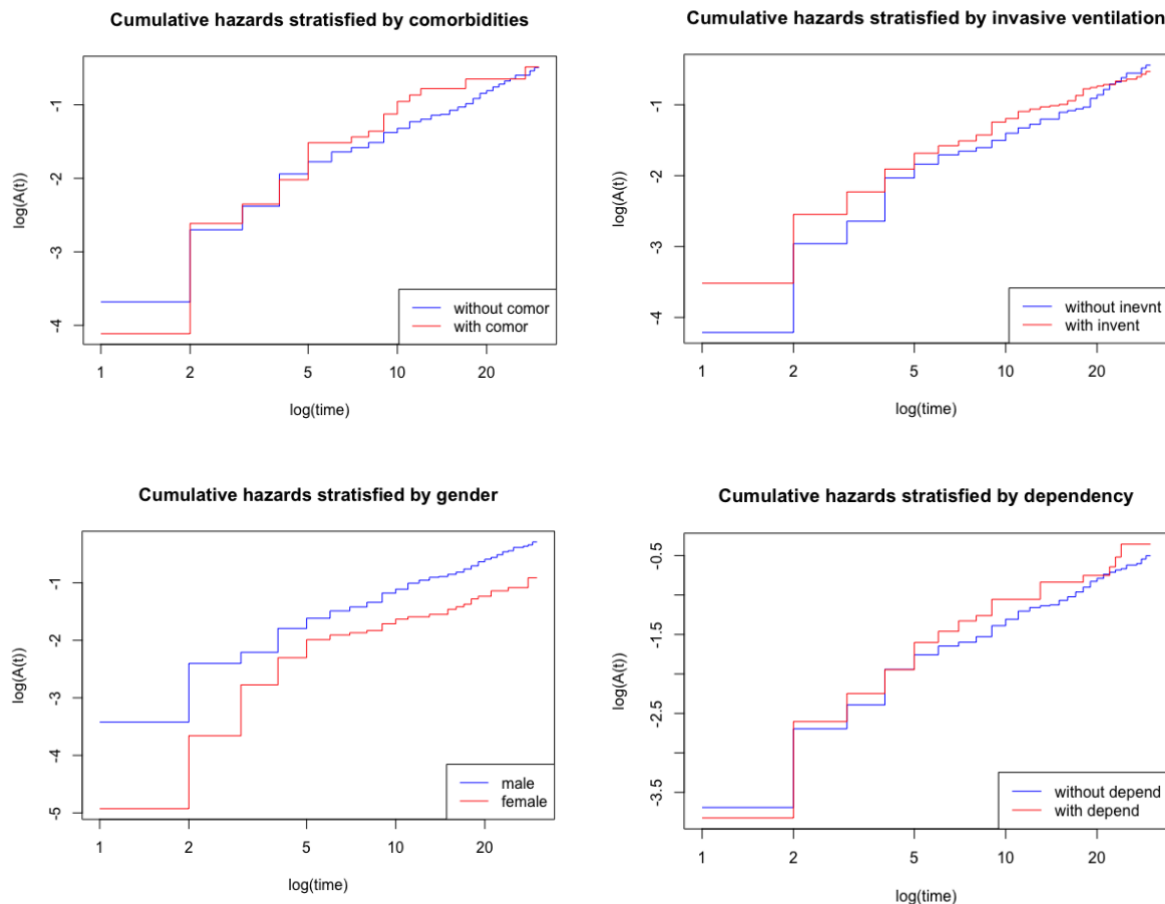 Cumulative hazards stratisfied by comorbidities
log(A(t))
-1
-2
-3
-4
without comor
with comor
1 2 5 10 20
log(time)
Cumulative hazards stratisfied by invasive ventilation
log(A(t))
-1
-2
-3
-4
without inevnt
with invent
1 2 5 10 20
log(time)
Cumulative hazards stratisfied by gender
log(A(t))
-1
-2
-3
-4
-5
male
female
1 2 5 10 20
log(time)
Cumulative hazards stratisfied by dependency
log(A(t))
-0.5
-1.5
-2.5
-3.5
without depend
with depend
1 2 5 10 20
log(time)